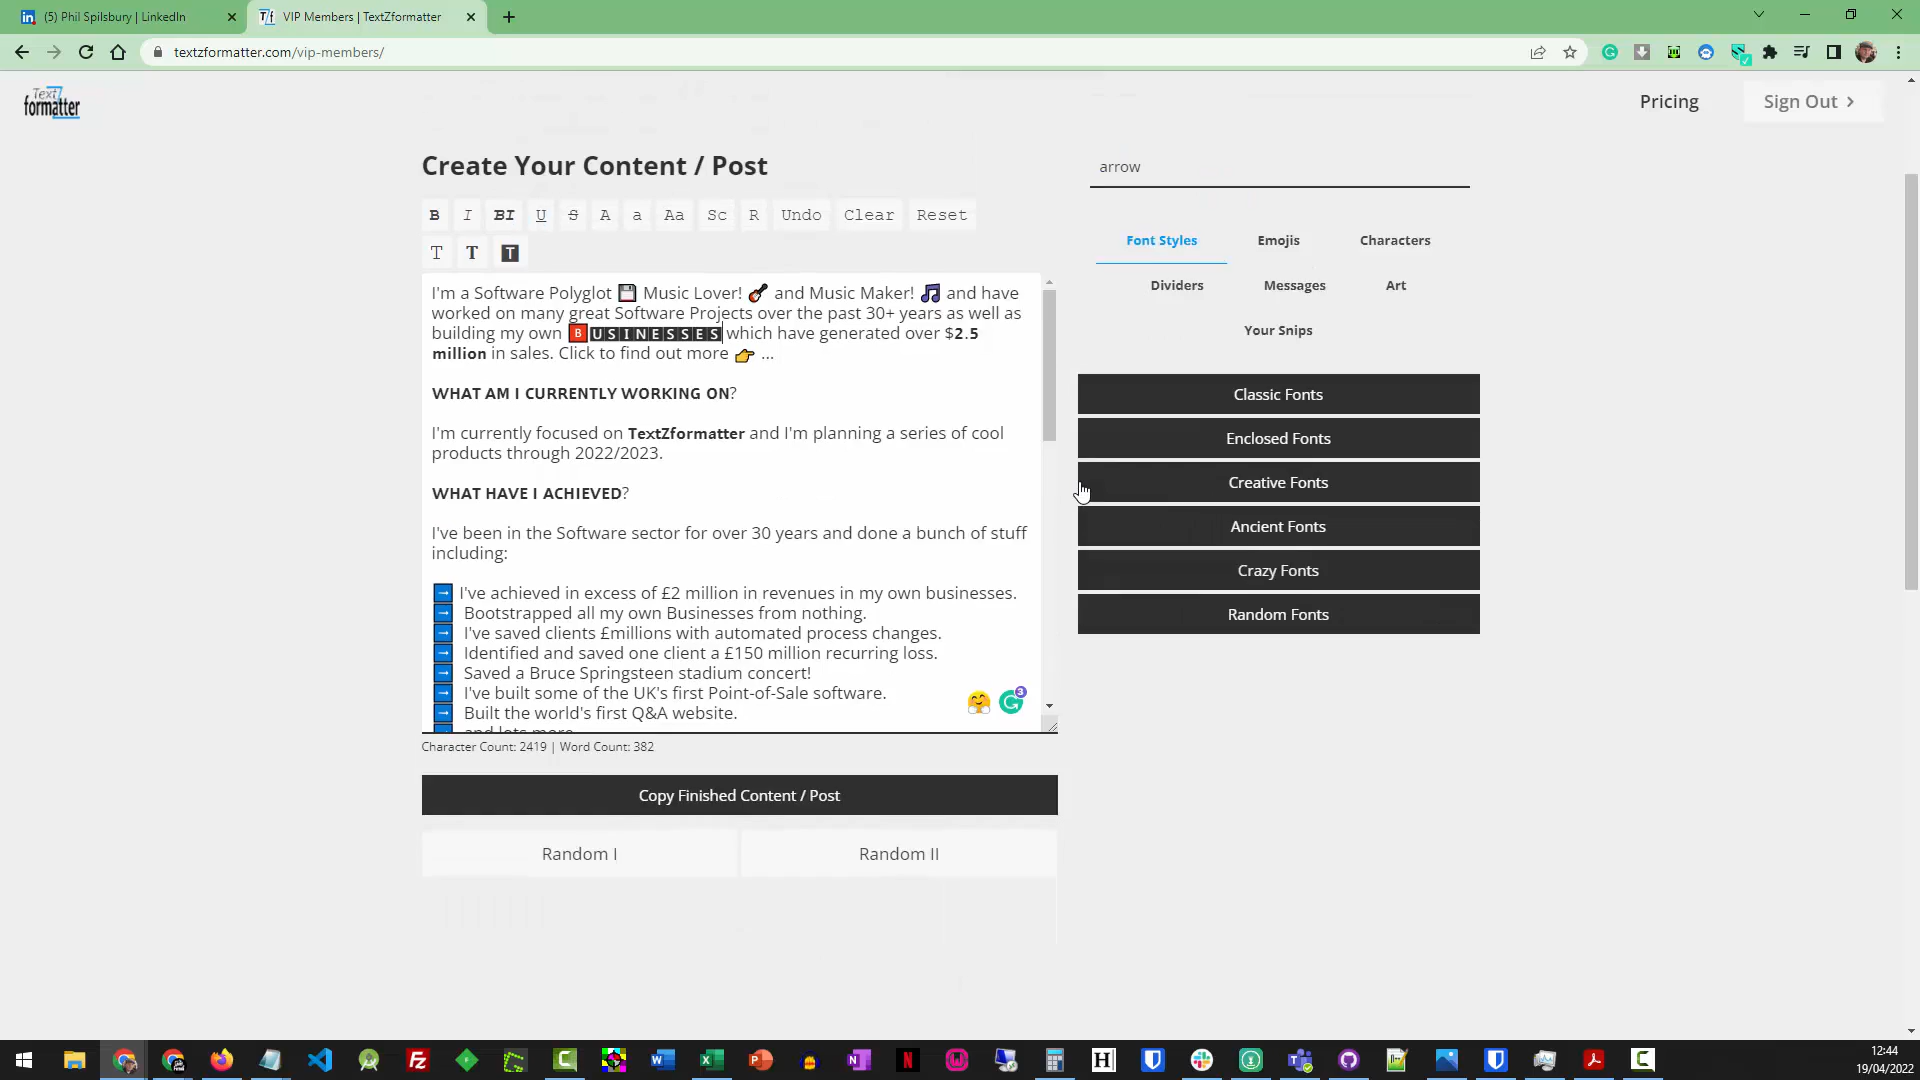 (5) Phil Spilsbury | LinkedIn
VIP Members | TextZformatter
textzformatter.com/vip-members/
TextZ
formatter
Pricing
Sign Out
Create Your Content / Post
arrow
B I BI U S A a Aa Sc R Undo Clear Reset
T T T
Font Styles
Emojis
Characters
Dividers
Messages
Art
Your Snips
I'm a Software Polyglot 💾 Music Lover! 🎸 and Music Maker! 🎵 and have
worked on many great Software Projects over the past 30+ years as well as
building my own 🅱🆄🆂🅸🅽🅴🆂🆂🅴🆂 which have generated over $2.5
million in sales. Click to find out more 👉 ...
WHAT AM I CURRENTLY WORKING ON?
I'm currently focused on TextZformatter and I'm planning a series of cool
products through 2022/2023.
WHAT HAVE I ACHIEVED?
I've been in the Software sector for over 30 years and done a bunch of stuff
including:
➡ I've achieved in excess of £2 million in revenues in my own businesses.
➡ Bootstrapped all my own Businesses from nothing.
➡ I've saved clients £millions with automated process changes.
➡ Identified and saved one client a £150 million recurring loss.
➡ Saved a Bruce Springsteen stadium concert!
➡ I've built some of the UK's first Point-of-Sale software.
➡ Built the world's first Q&A website.
➡ and lots more
3
Character Count: 2419 | Word Count: 382
Classic Fonts
Enclosed Fonts
Creative Fonts
Ancient Fonts
Crazy Fonts
Random Fonts
Copy Finished Content / Post
Random I
Random II
12:44
19/04/2022